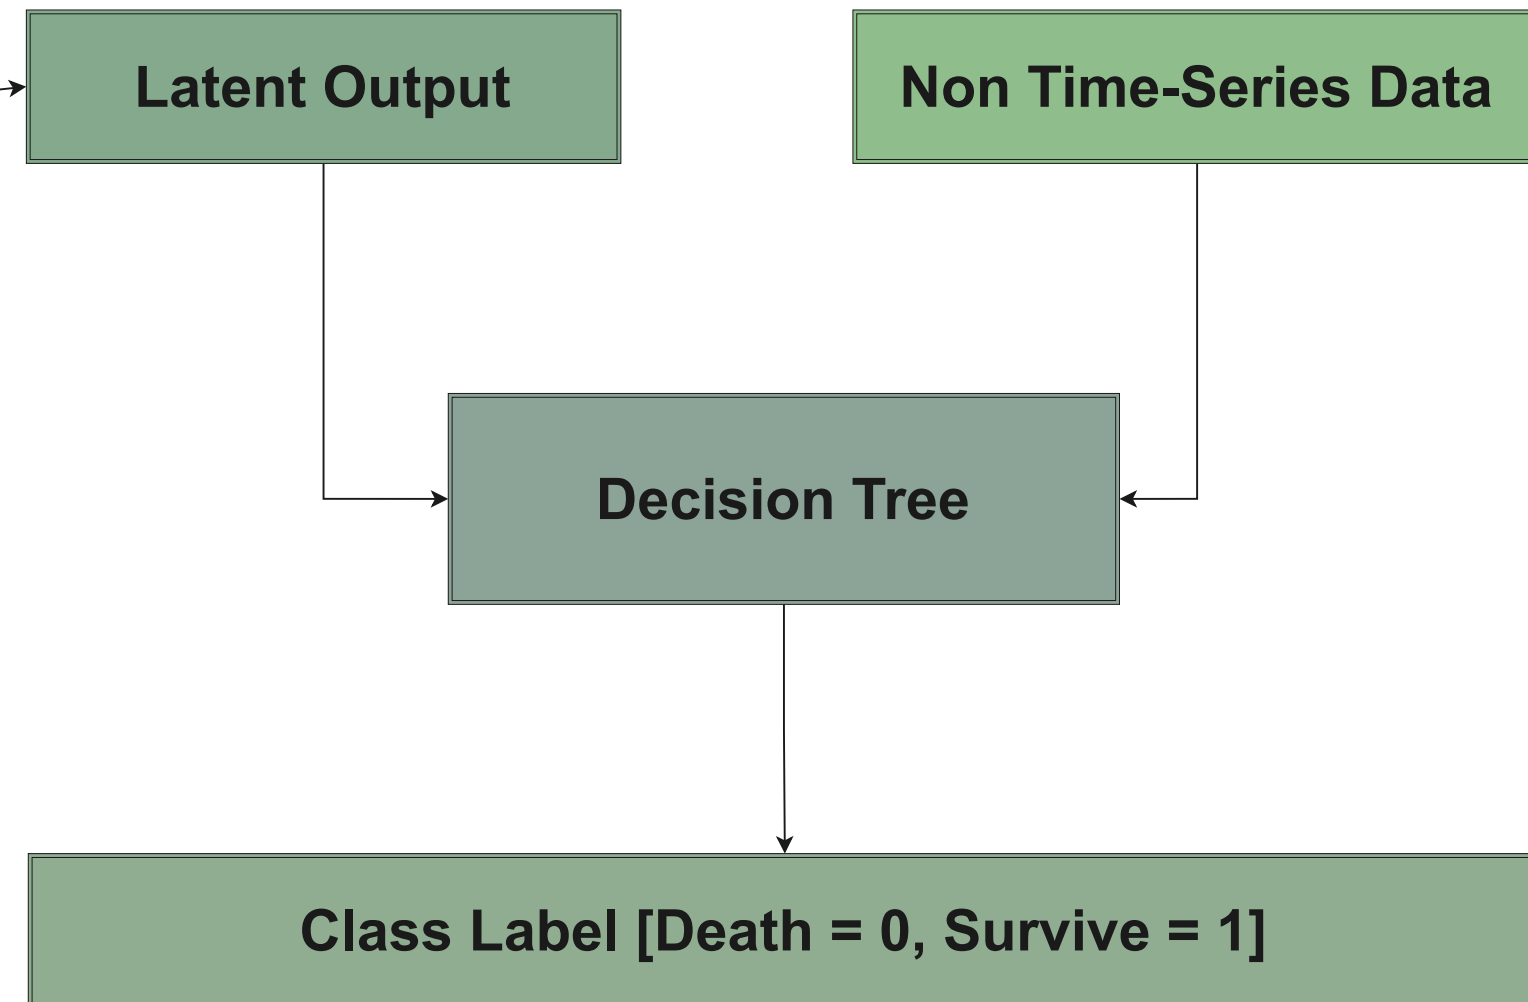 Latent Output
Non Time-Series Data
Decision Tree
Class Label [Death = 0, Survive = 1]